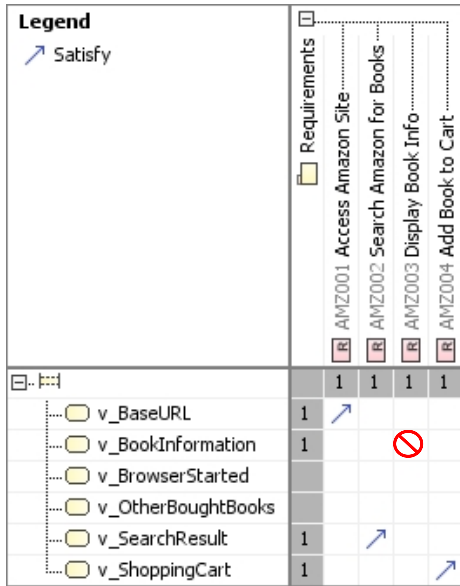 Legend
Satisfy
Requirements
AMZ001 Access Amazon Site
AMZ002 Search Amazon for Books
AMZ003 Display Book Info
AMZ004 Add Book to Cart
R R R R
1 1 1 1
v_BaseURL 1
v_BookInformation 1
v_BrowserStarted
v_OtherBoughtBooks
v_SearchResult 1
v_ShoppingCart 1